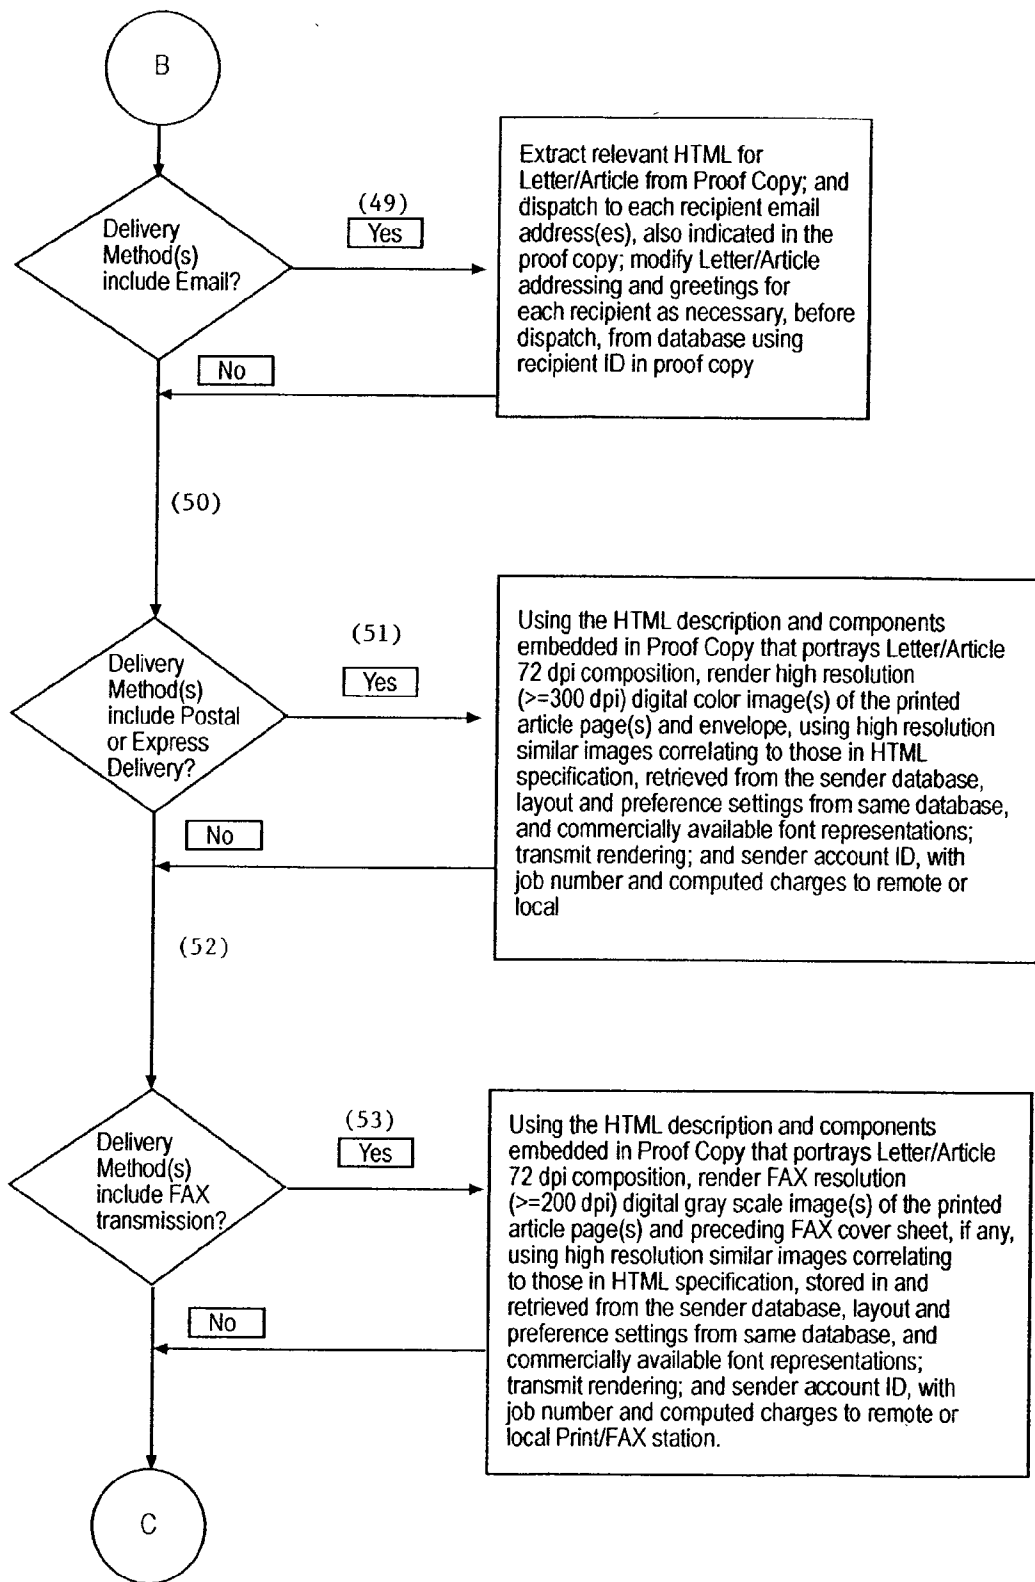 B
Delivery
Method(s)
include Email?
(49)
Yes
Extract relevant HTML for
Letter/Article from Proof Copy; and
dispatch to each recipient email
address(es), also indicated in the
proof copy; modify Letter/Article
addressing and greetings for
each recipient as necessary, before
dispatch, from database using
recipient ID in proof copy
No
(50)
Delivery
Method(s)
include Postal
or Express
Delivery?
(51)
Yes
Using the HTML description and components
embedded in Proof Copy that portrays Letter/Article
72 dpi composition, render high resolution
(>=300 dpi) digital color image(s) of the printed
article page(s) and envelope, using high resolution
similar images correlating to those in HTML
specification, retrieved from the sender database,
layout and preference settings from same database,
and commercially available font representations;
transmit rendering; and sender account ID, with
job number and computed charges to remote or
local
No
(52)
Delivery
Method(s)
include FAX
transmission?
(53)
Yes
Using the HTML description and components
embedded in Proof Copy that portrays Letter/Article
72 dpi composition, render FAX resolution
(>=200 dpi) digital gray scale image(s) of the printed
article page(s) and preceding FAX cover sheet, if any,
using high resolution similar images correlating
to those in HTML specification, stored in and
retrieved from the sender database, layout and
preference settings from same database, and
commercially available font representations;
transmit rendering; and sender account ID, with
job number and computed charges to remote or
local Print/FAX station.
No
C